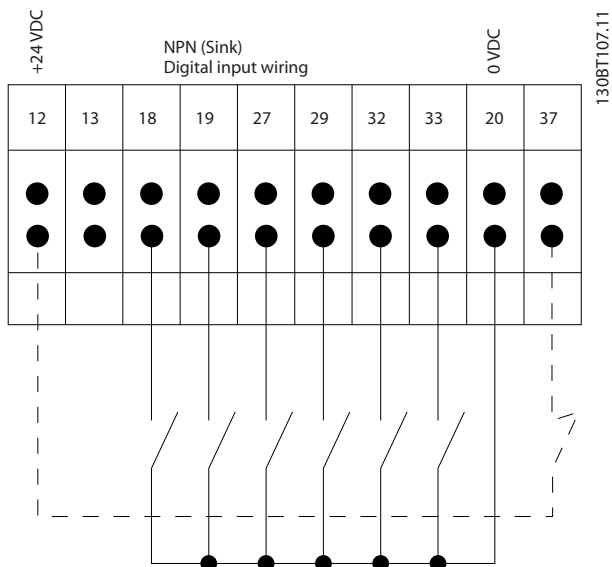 +24 VDC
NPN (Sink)
Digital input wiring
0 VDC
130BT107.11
12 13 18 19 27 29 32 33 20 37